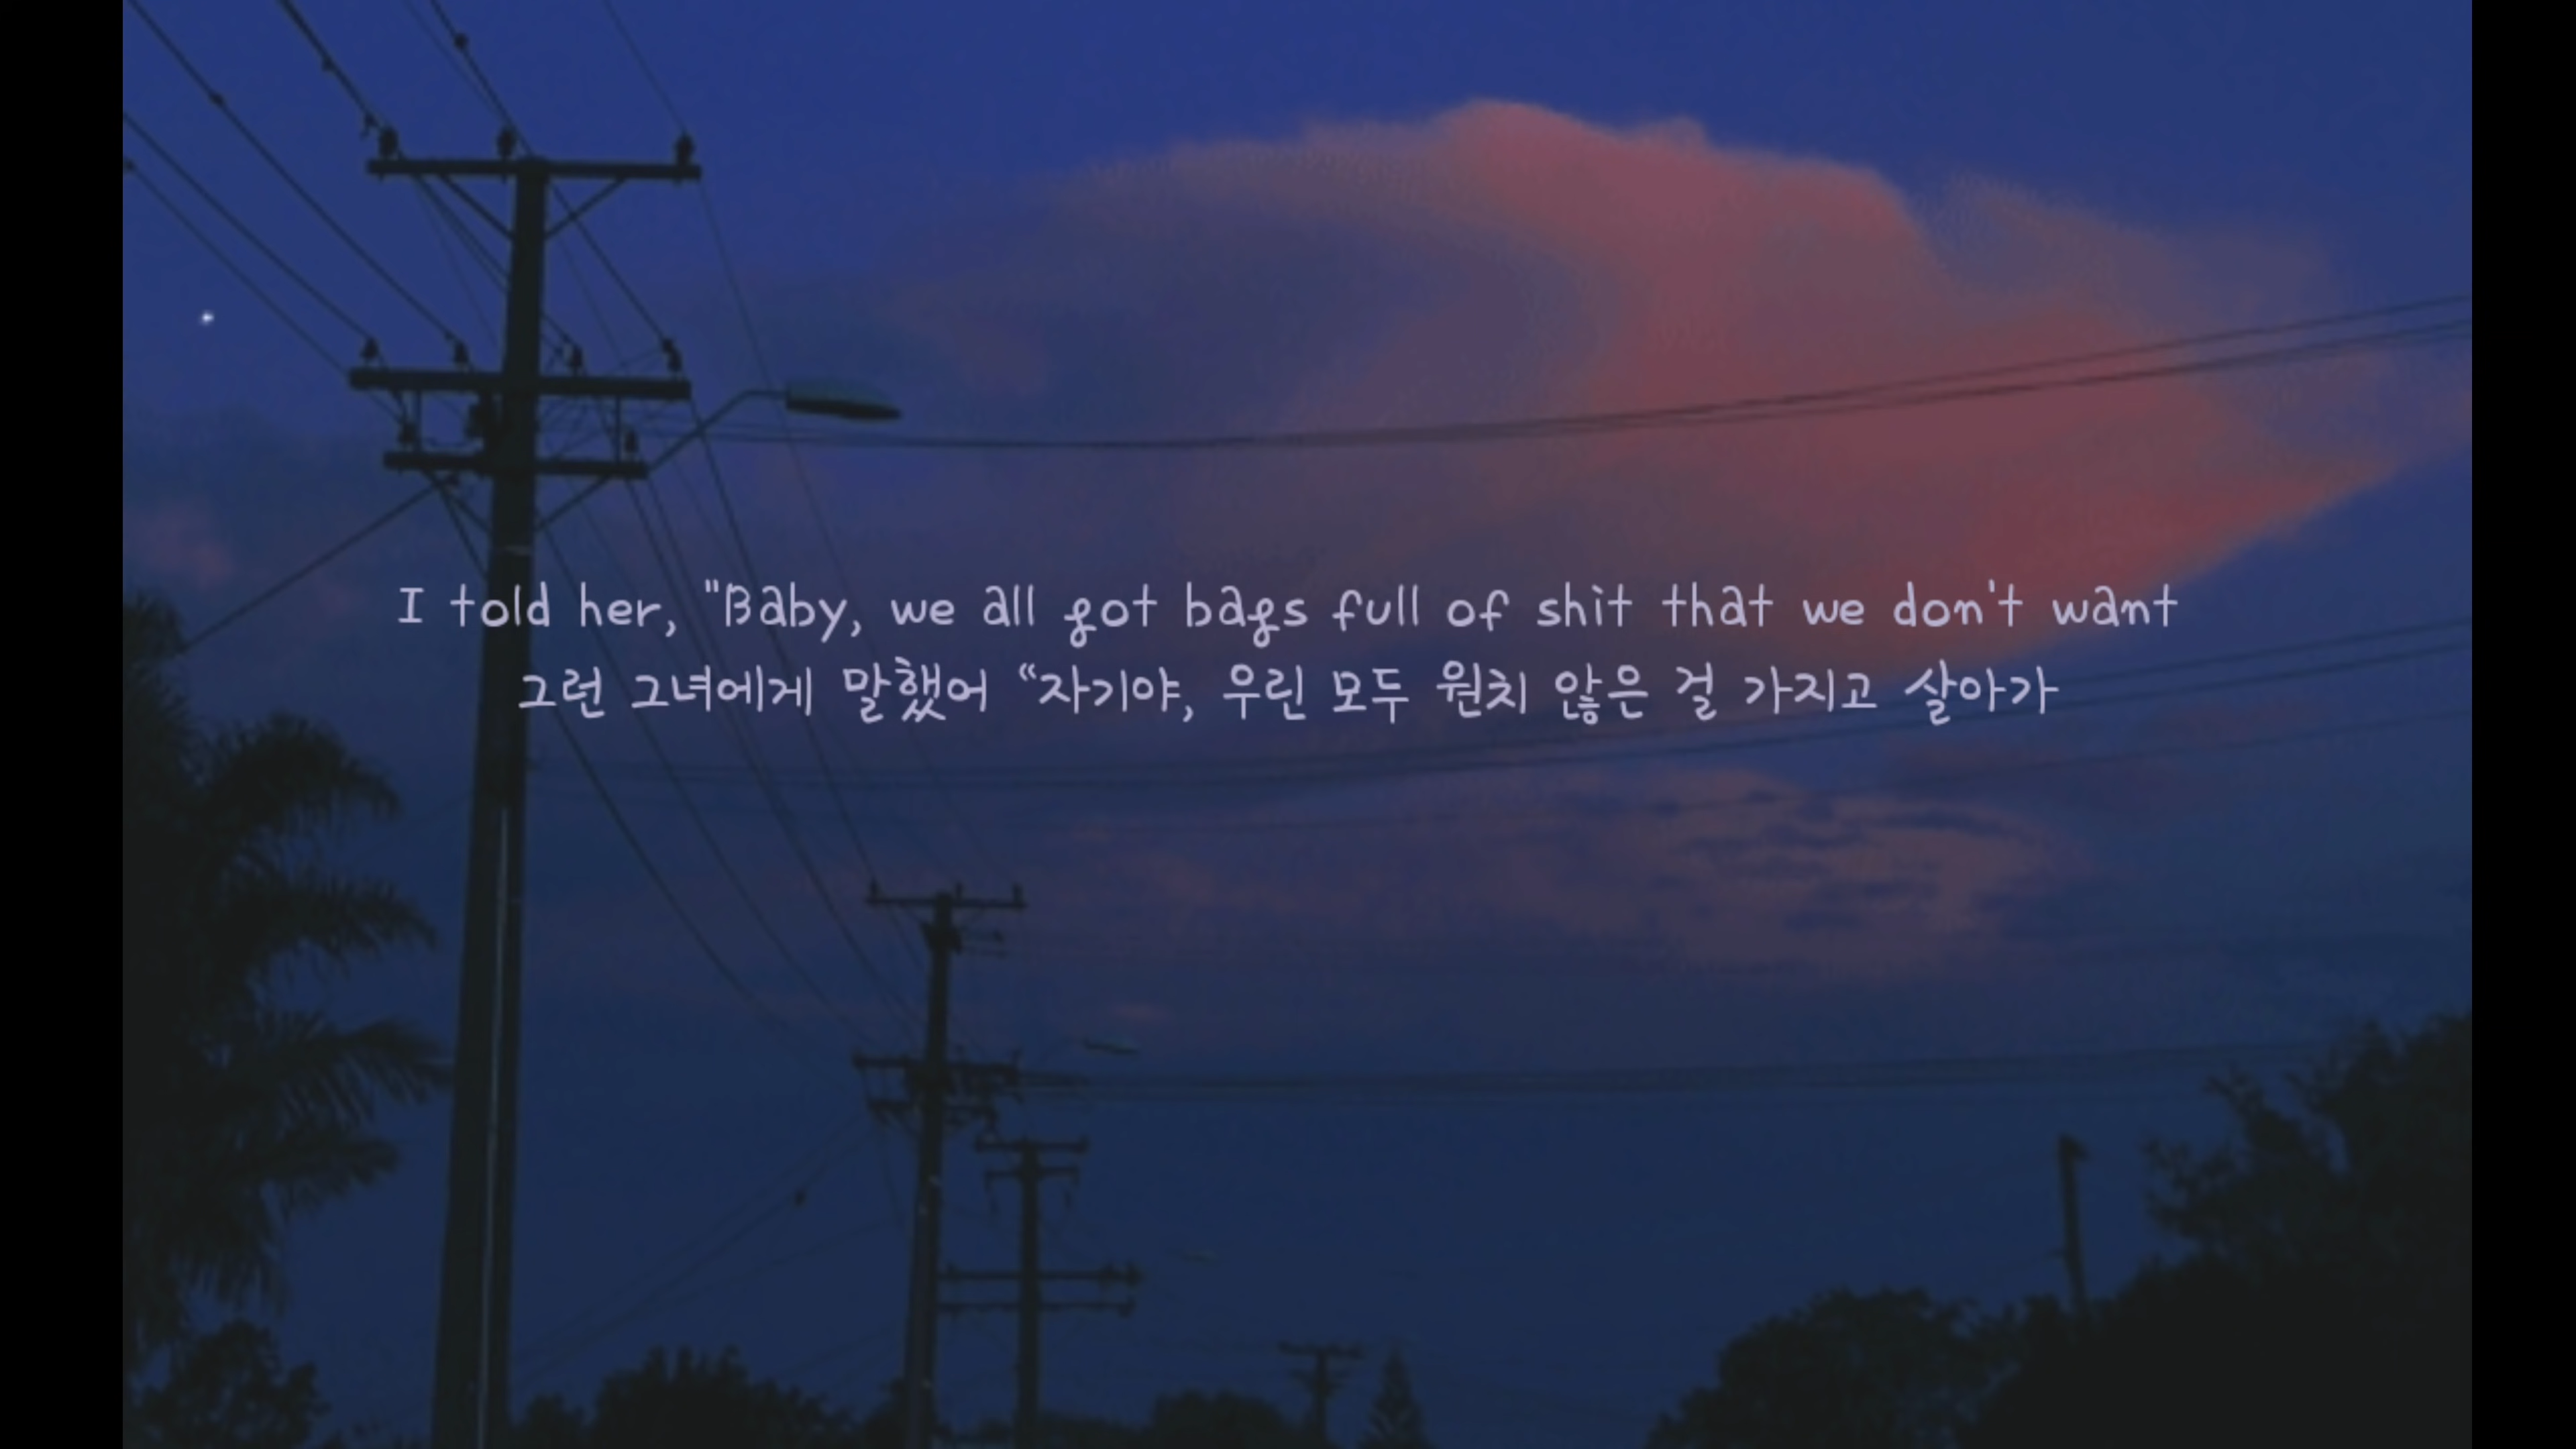 I told her, "Baby, we all got bags full of shit that we don't want
그런 그녀에게 말했어 “자기야, 우린 모두 원치 않은 걸 가지고 살아가